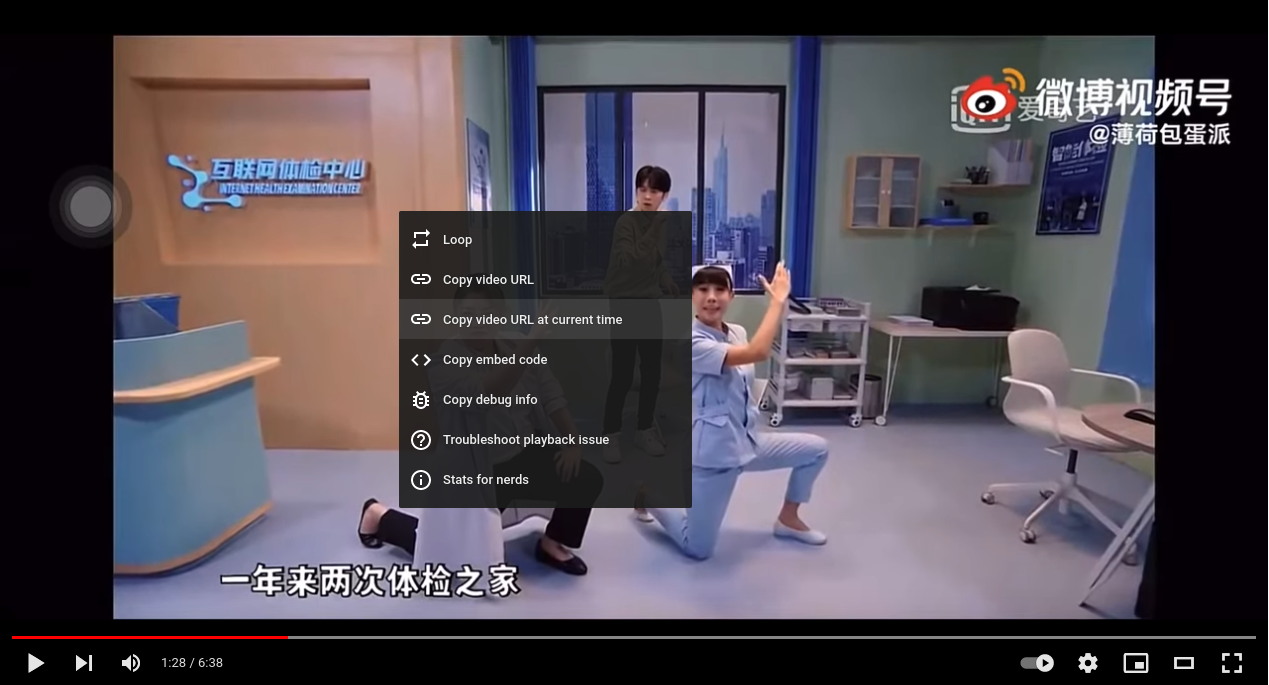 微博视频号
@薄荷包蛋派
互联网体检中心
INTERNET HEALTH EXAMINATION CENTER
Loop
Copy video URL
Copy video URL at current time
Copy embed code
Copy debug info
Troubleshoot playback issue
Stats for nerds
一年来两次体检之家
1:28 / 6:38